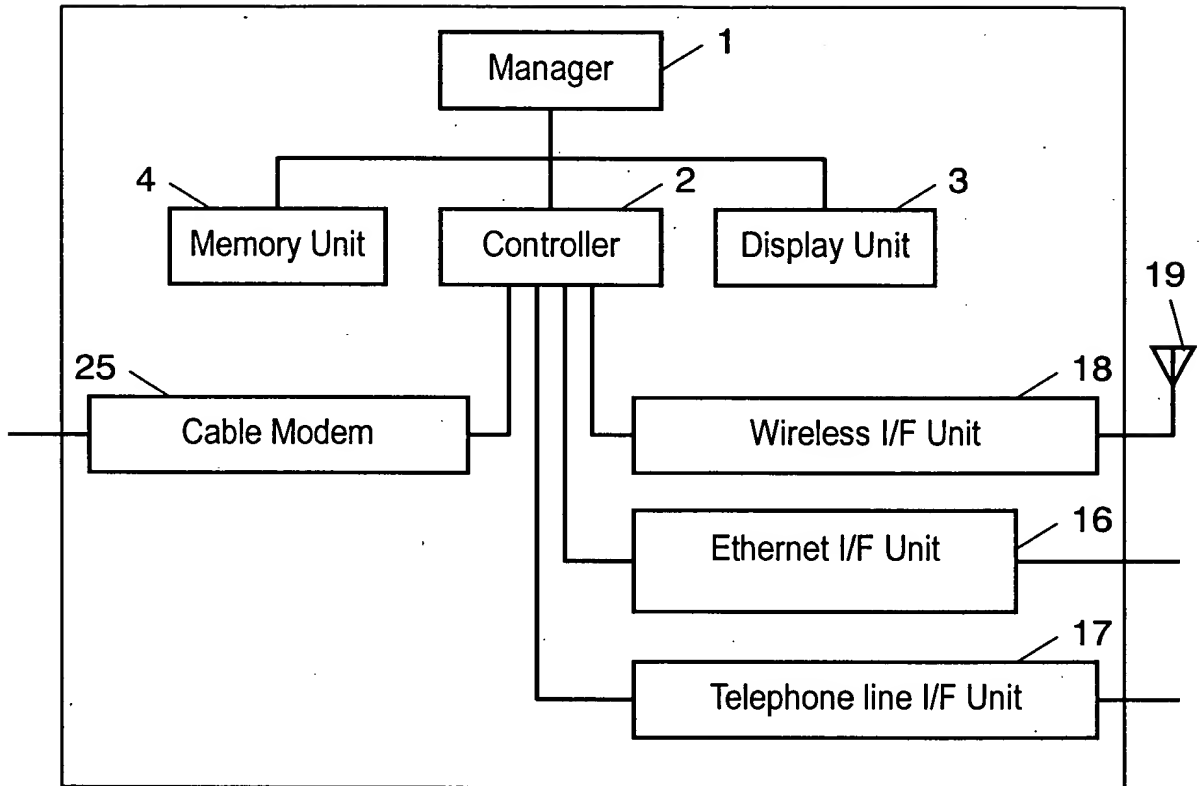 1
Manager
4
2
3
Memory Unit
Controller
Display Unit
19
25
18
Cable Modem
Wireless I/F Unit
16
Ethernet I/F Unit
17
Telephone line I/F Unit